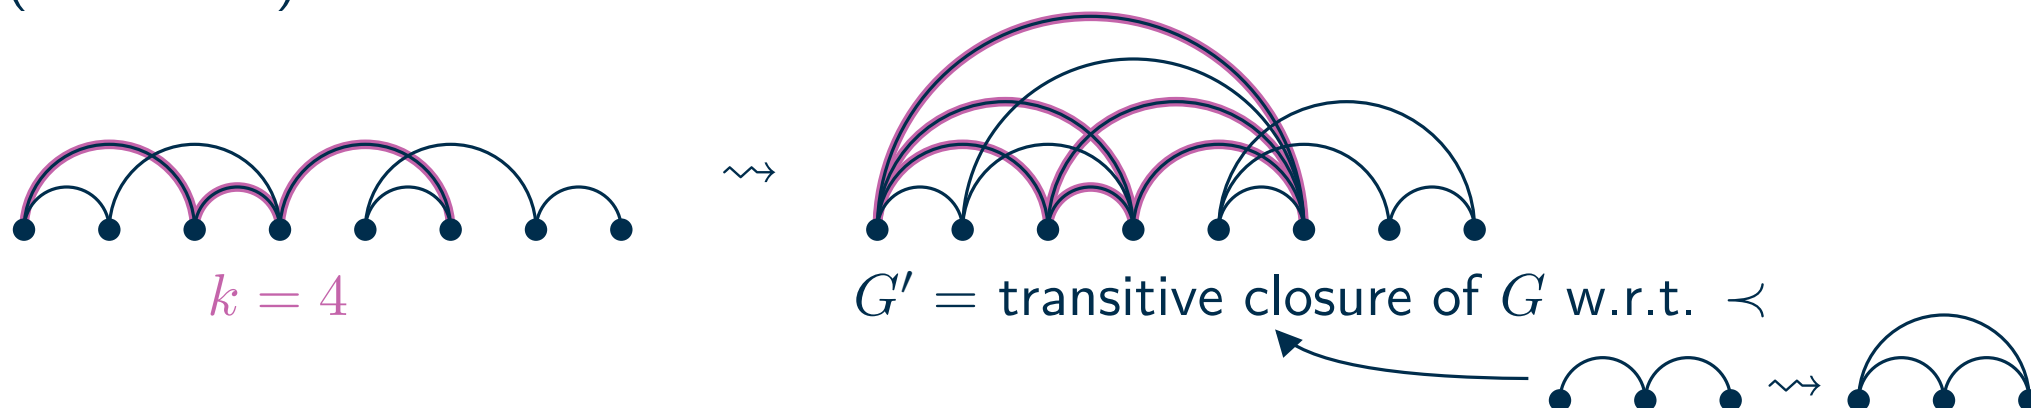 k = 4
G′ = transitive closure of G w.r.t. ≺